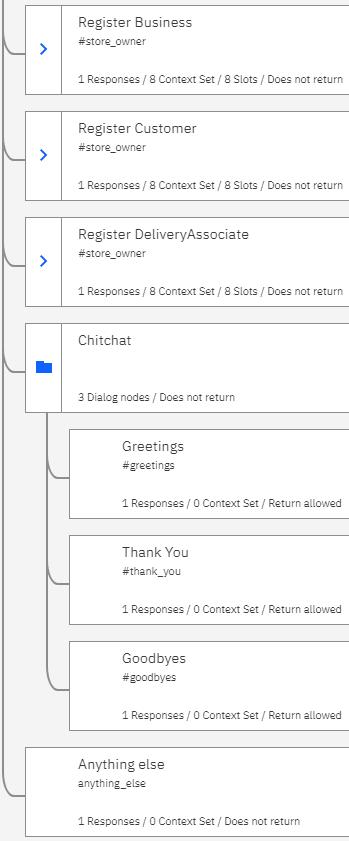 Register Business
#store_owner
1 Responses / 8 Context Set / 8 Slots / Does not return
Register Customer
#store_owner
1 Responses / 8 Context Set / 8 Slots / Does not return
Register DeliveryAssociate
#store_owner
1 Responses / 8 Context Set / 8 Slots / Does not return
Chitchat
3 Dialog nodes / Does not return
Greetings
#greetings
1 Responses / 0 Context Set / Return allowed
Thank You
#thank_you
1 Responses / 0 Context Set / Return allowed
Goodbyes
#goodbyes
1 Responses / 0 Context Set / Return allowed
Anything else
anything_else
1 Responses / 0 Context Set / Does not return